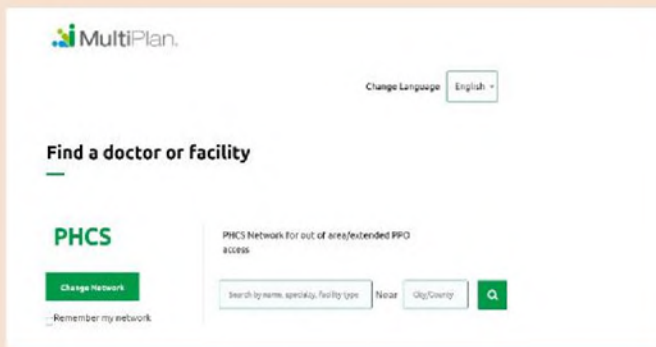 MultiPlan.
Change Language English
Find a doctor or facility
PHCS
PHCS Network for out of area/extended PPO
access
Change Network
Search by name, specialty, facility type Near City/County
Remember my network